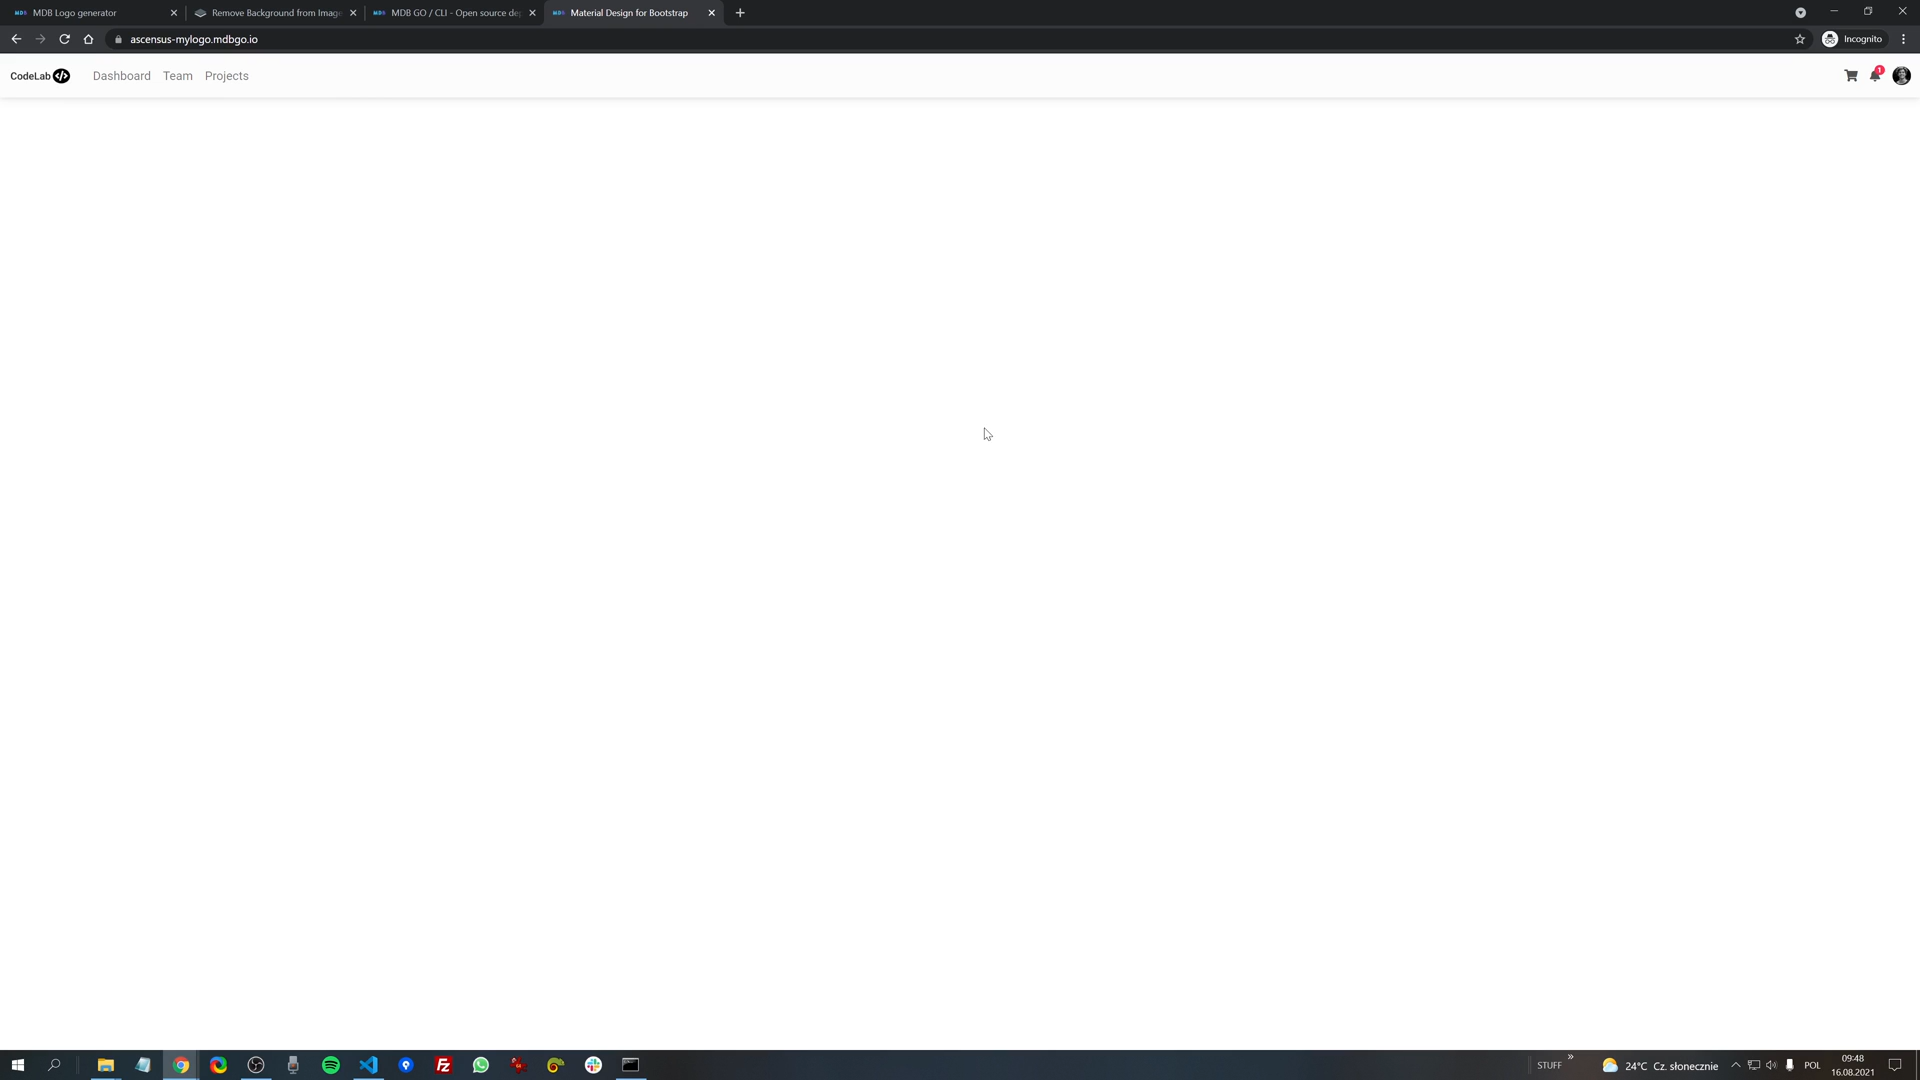 MDB Logo generator
Remove Background from Image
MDB GO / CLI - Open source de
Material Design for Bootstrap
ascensus-mylogo.mdbgo.io
Incognito
CodeLab
Dashboard
Team
Projects
1
STUFF
24°C Cz. słonecznie
POL
09:48
16.08.2021